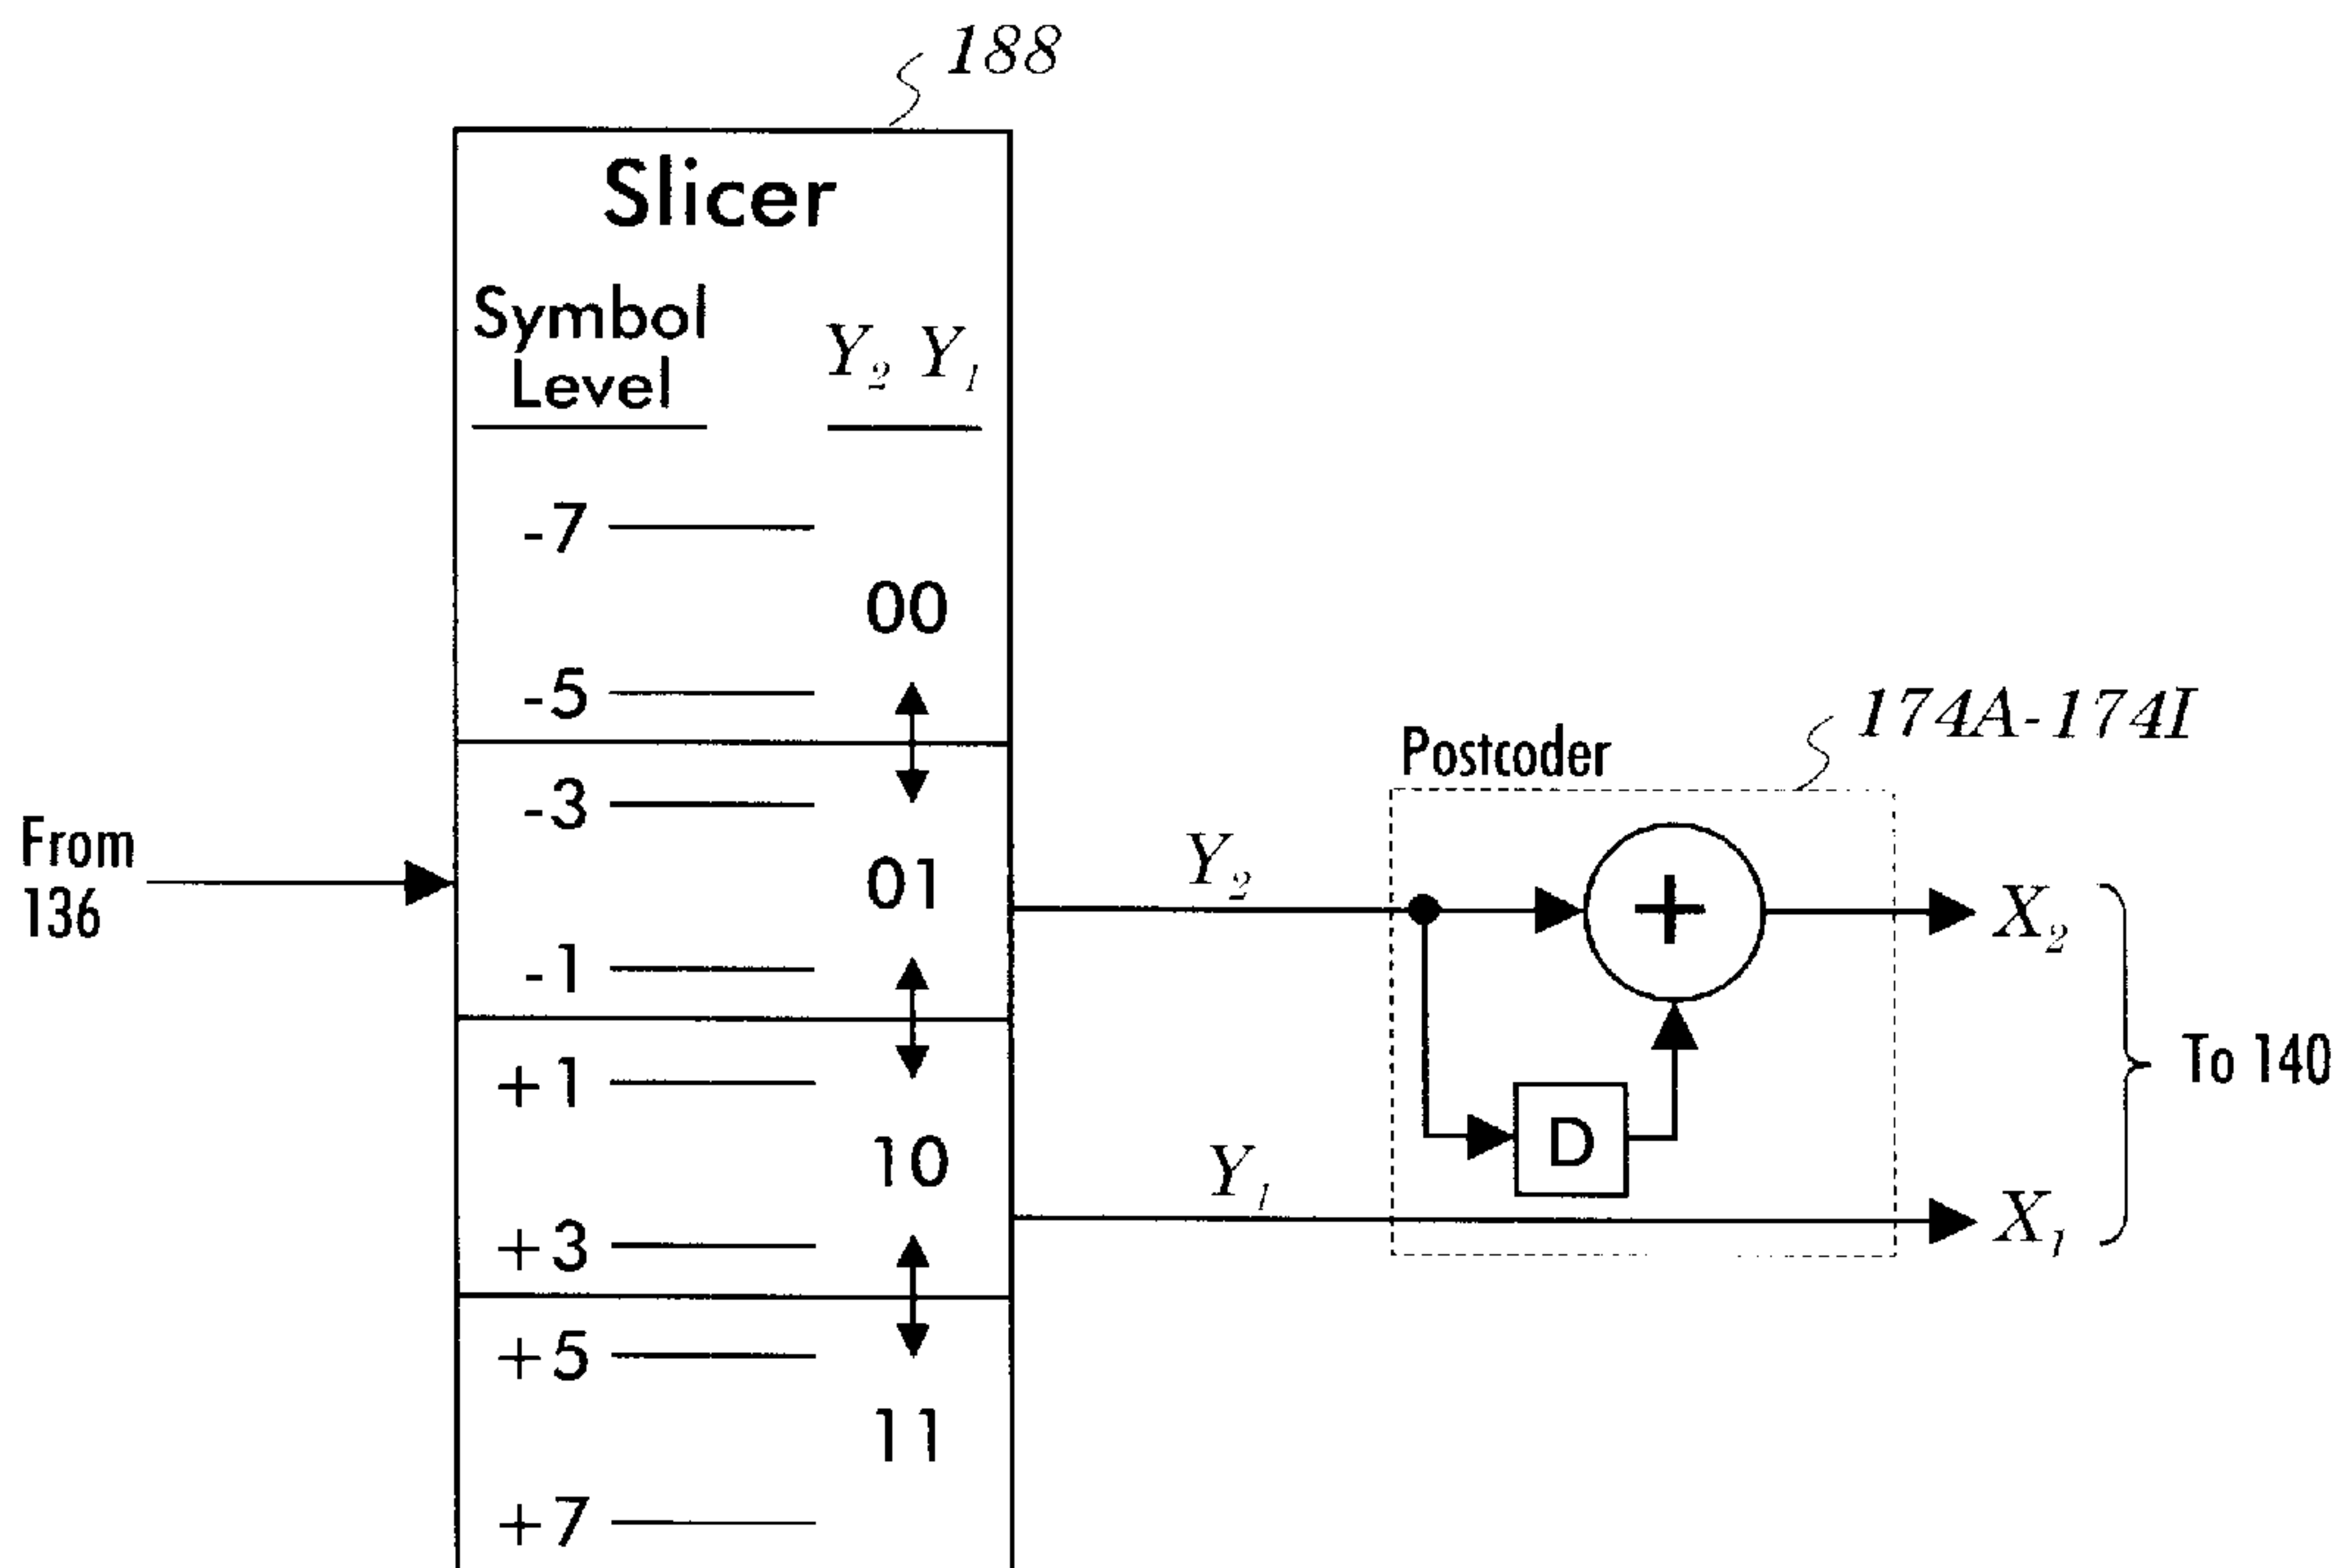 188
Slicer
Symbol
Level
Y₂ Y₁
-7
00
-5
-3
01
-1
+1
10
+3
+5
11
+7
From
136
Y₂
Y₁
Postcoder
174A-174I
+
D
X₂
X₁
To 140